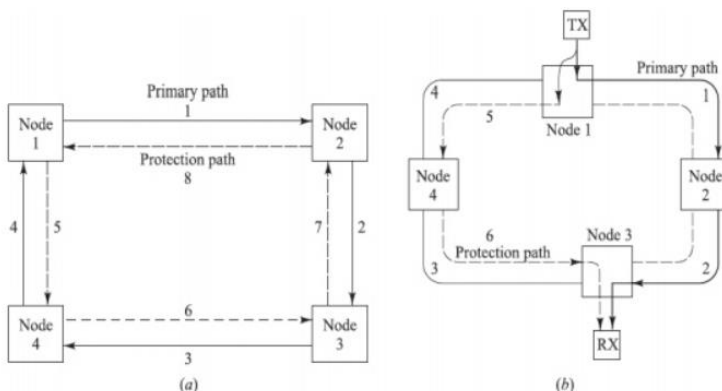 Primary path
1
Node
1
Node
2
Protection path
8
4
5
7
2
6
Node
4
Node
3
3
(a)
TX
Primary path
4
1
5
Node 1
Node
4
Node
2
6
Node 3
Protection path
3
2
RX
(b)